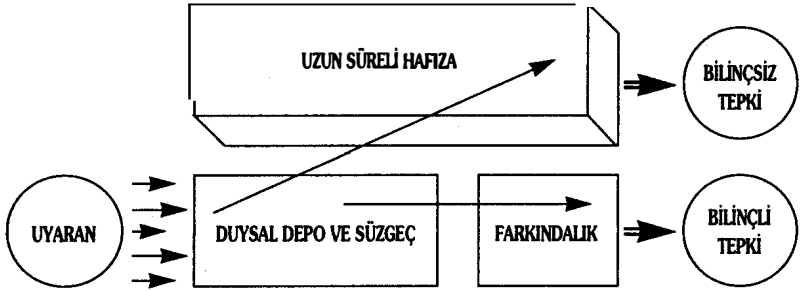 UZUN SÜRELİ HAFIZA
BİLİNÇSİZ
TEPKİ
UYARAN
DUYSAL DEPO VE SÜZGEÇ
FARKINDALIK
BİLİNÇLİ
TEPKİ